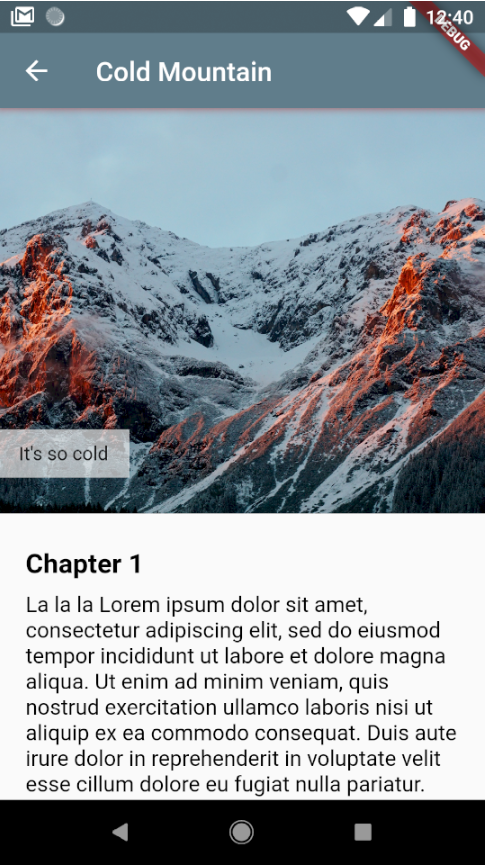 12:40
DEBUG
Cold Mountain
It's so cold
Chapter 1
La la la Lorem ipsum dolor sit amet,
consectetur adipiscing elit, sed do eiusmod
tempor incididunt ut labore et dolore magna
aliqua. Ut enim ad minim veniam, quis
nostrud exercitation ullamco laboris nisi ut
aliquip ex ea commodo consequat. Duis aute
irure dolor in reprehenderit in voluptate velit
esse cillum dolore eu fugiat nulla pariatur.